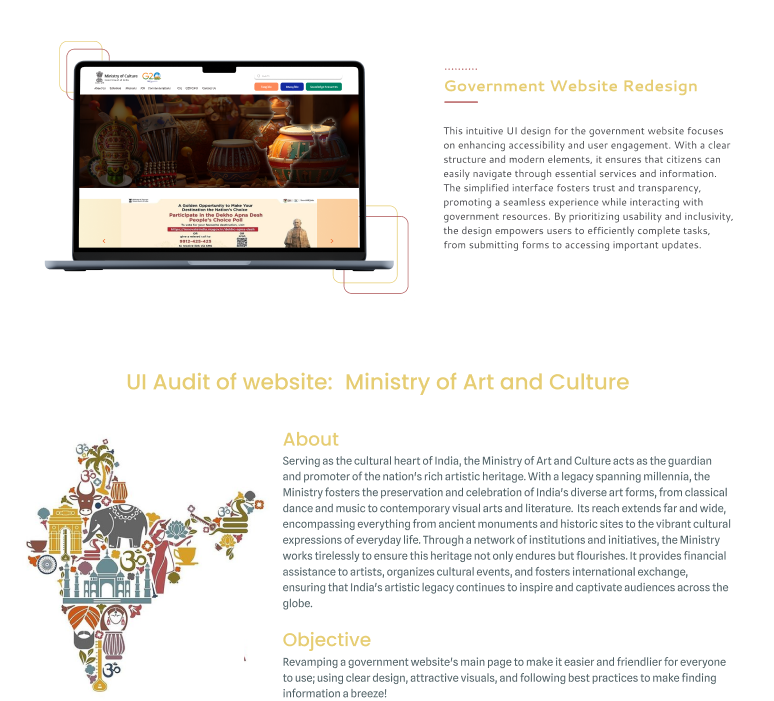 Ministry of Culture
G20
Government Website Redesign
This intuitive UI design for the government website focuses
on enhancing accessibility and user engagement. With a clear
structure and modern elements, it ensures that citizens can
easily navigate through essential services and information.
The simplified interface fosters trust and transparency,
promoting a seamless experience while interacting with
government resources. By prioritizing usability and inclusivity,
the design empowers users to efficiently complete tasks,
from submitting forms to accessing important updates.
A Golden Opportunity to Make Your
Destination the Nation's Choice
Participate in the Dekho Apna Desh
People's Choice Poll
UI Audit of website: Ministry of Art and Culture
About
Serving as the cultural heart of India, the Ministry of Art and Culture acts as the guardian
and promoter of the nation's rich artistic heritage. With a legacy spanning millennia, the
Ministry fosters the preservation and celebration of India's diverse art forms, from classical
dance and music to contemporary visual arts and literature. Its reach extends far and wide,
encompassing everything from ancient monuments and historic sites to the vibrant cultural
expressions of everyday life. Through a network of institutions and initiatives, the Ministry
works tirelessly to ensure this heritage not only endures but flourishes. It provides financial
assistance to artists, organizes cultural events, and fosters international exchange,
ensuring that India's artistic legacy continues to inspire and captivate audiences across the
globe.
ॐ
ॐ
ॐ
Objective
Revamping a government website's main page to make it easier and friendlier for everyone
to use; using clear design, attractive visuals, and following best practices to make finding
information a breeze!